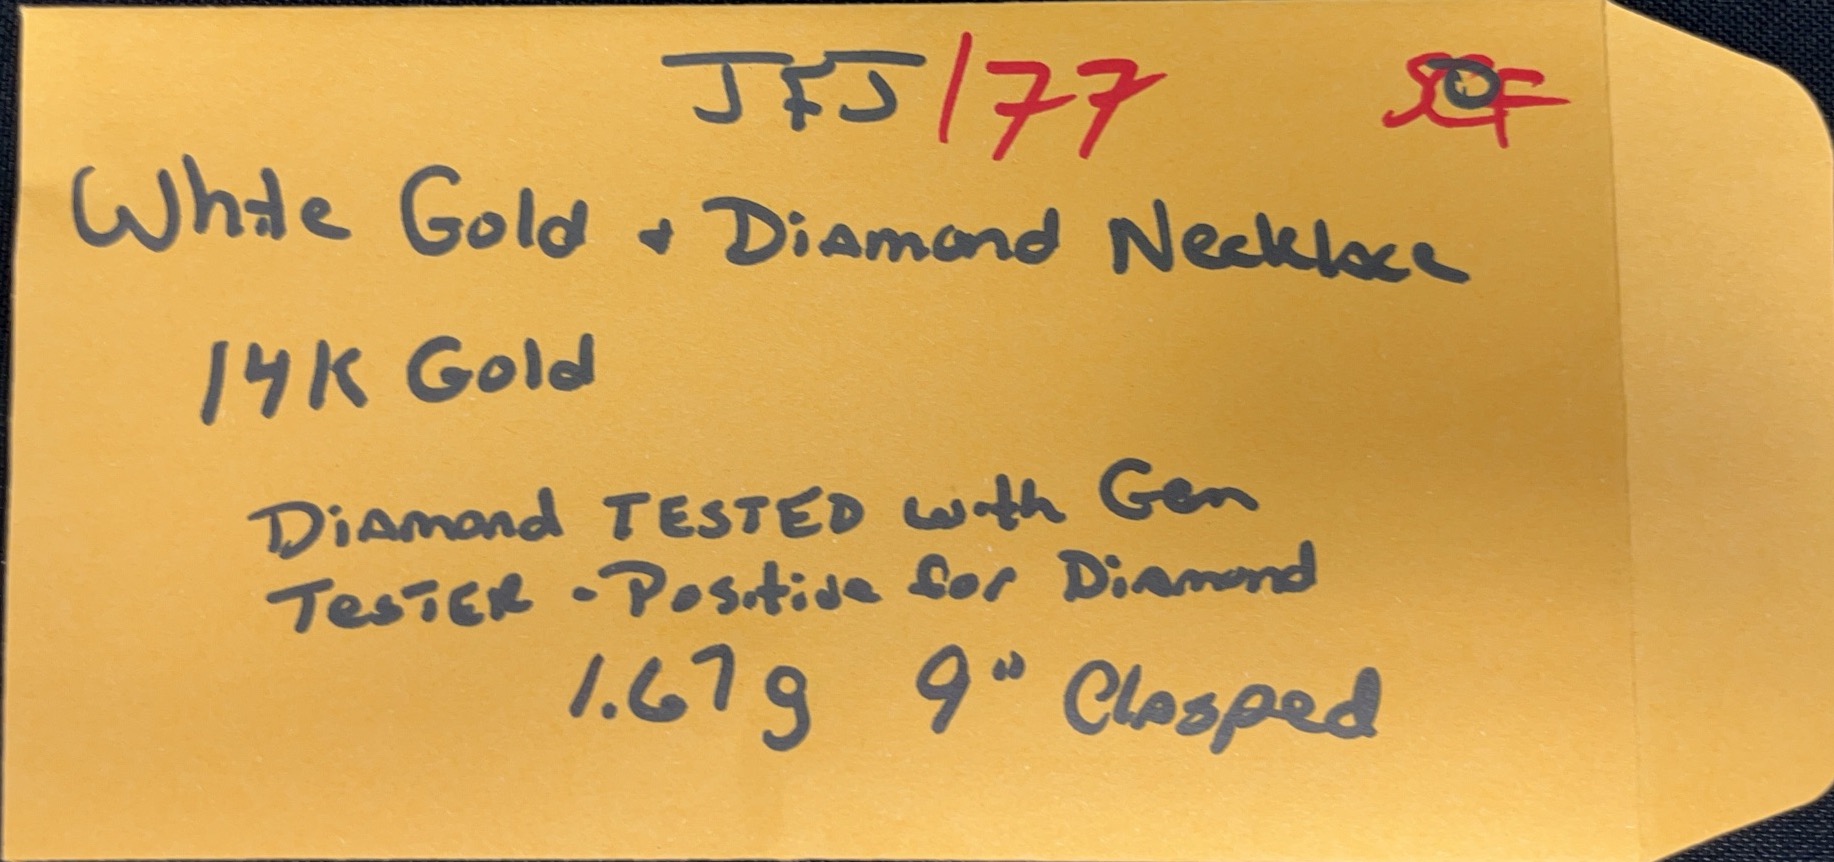 JFJ/177
White Gold + Diamond Necklace
14K Gold
Diamond TESTED with Gem
TESTER - Positive for Diamond
1.67g 9" Clasped